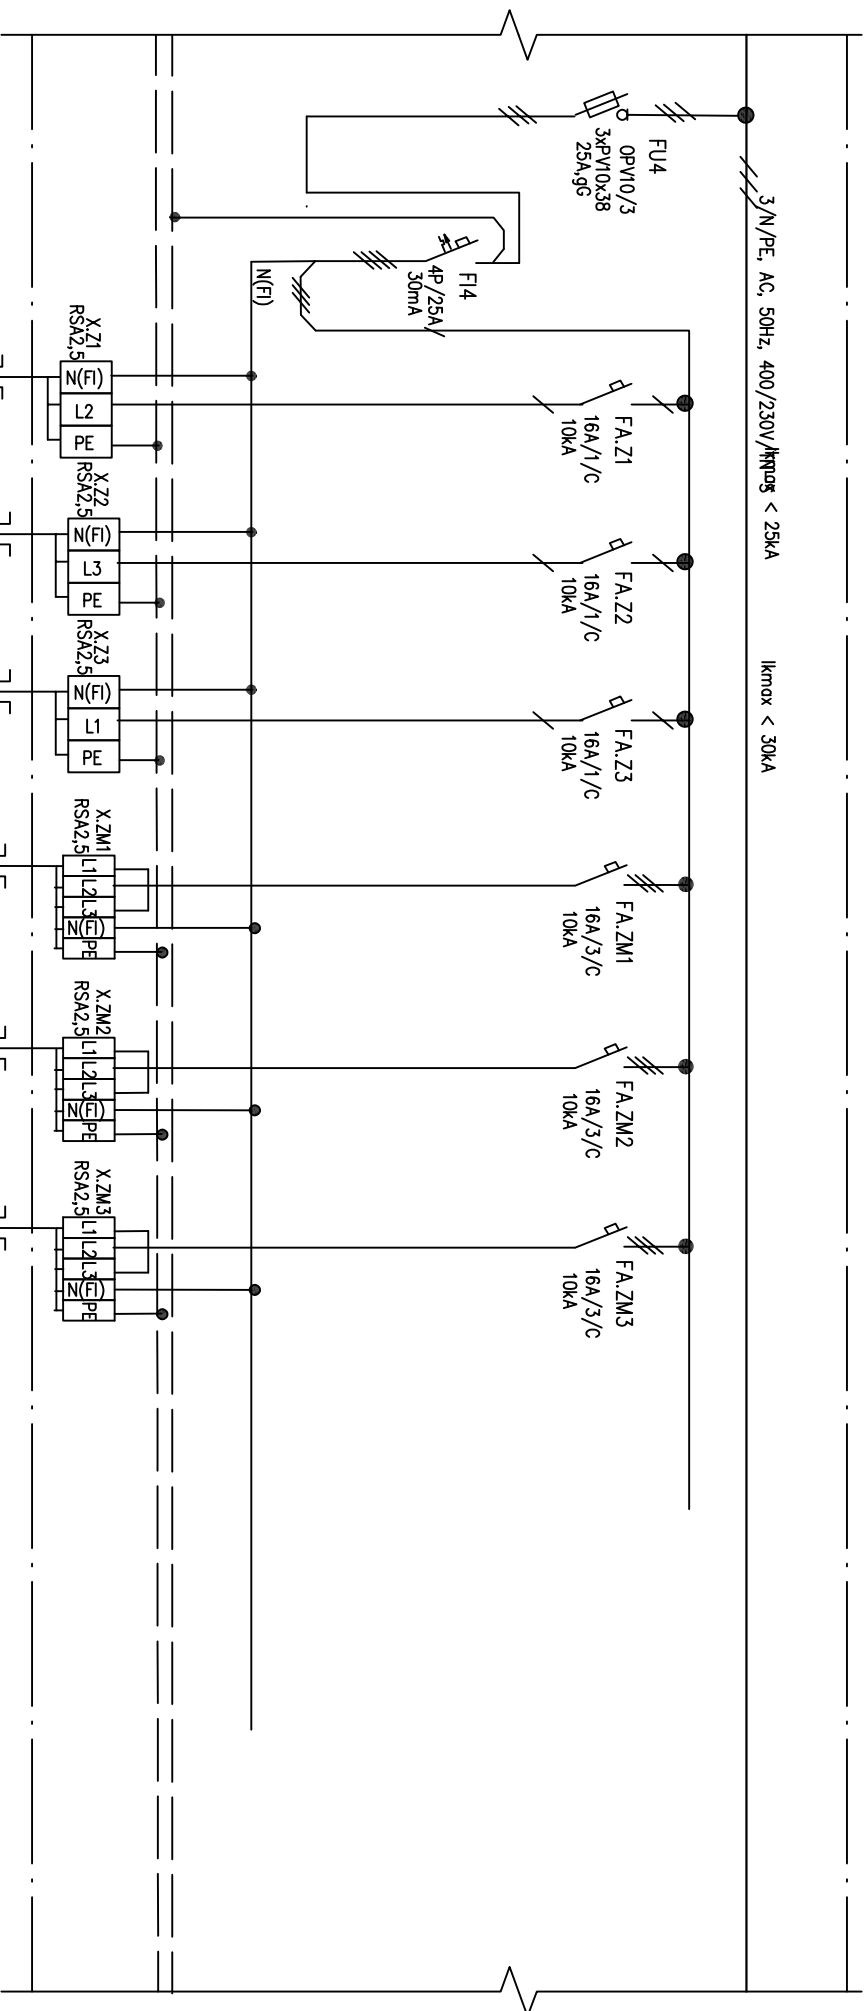 3/N/PE, AC, 50Hz, 400/230V/TN-S
Ikmax < 25kA
Ikmax < 30kA
FU4
OPV10/3
3xPV10x38
25A,gG
FI4
4P/25A
30mA
N(FI)
FA.Z1
16A/1/C
10kA
FA.Z2
16A/1/C
10kA
FA.Z3
16A/1/C
10kA
FA.ZM1
16A/3/C
10kA
FA.ZM2
16A/3/C
10kA
FA.ZM3
16A/3/C
10kA
X.Z1
RSA2,5
N(FI)
L2
PE
X.Z2
RSA2,5
N(FI)
L3
PE
X.Z3
RSA2,5
N(FI)
L1
PE
X.ZM1
RSA2,5
L1
L2
L3
N(FI)
PE
X.ZM2
RSA2,5
L1
L2
L3
N(FI)
PE
X.ZM3
RSA2,5
L1
L2
L3
N(FI)
PE